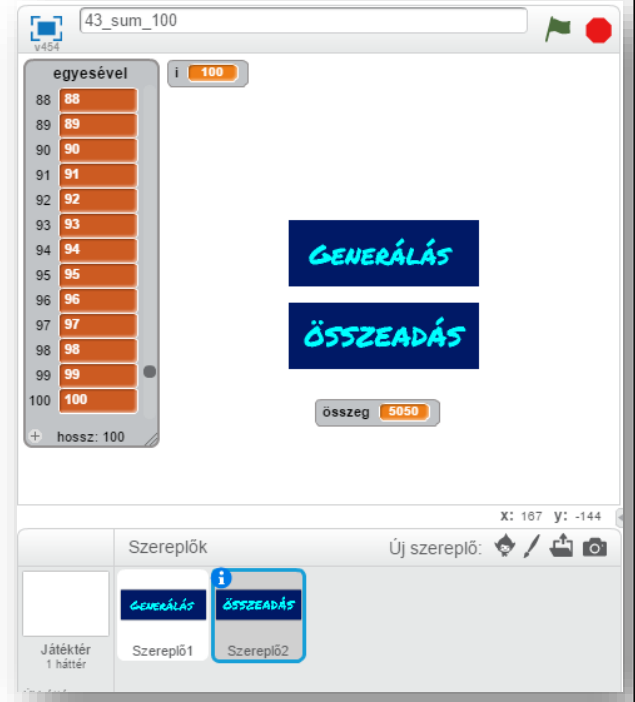 43_sum_100
v454
egyesével
i 100
88 88
89 89
90 90
91 91
92 92
93 93
94 94
95 95
96 96
97 97
98 98
99 99
100 100
+ hossz: 100
GENERÁLÁS
ÖSSZEADÁS
összeg 5050
X: 167 y: -144
Szereplők
Új szereplő:
GENERÁLÁS
ÖSSZEADÁS
Játéktér
1 háttér
Szereplő1
Szereplő2